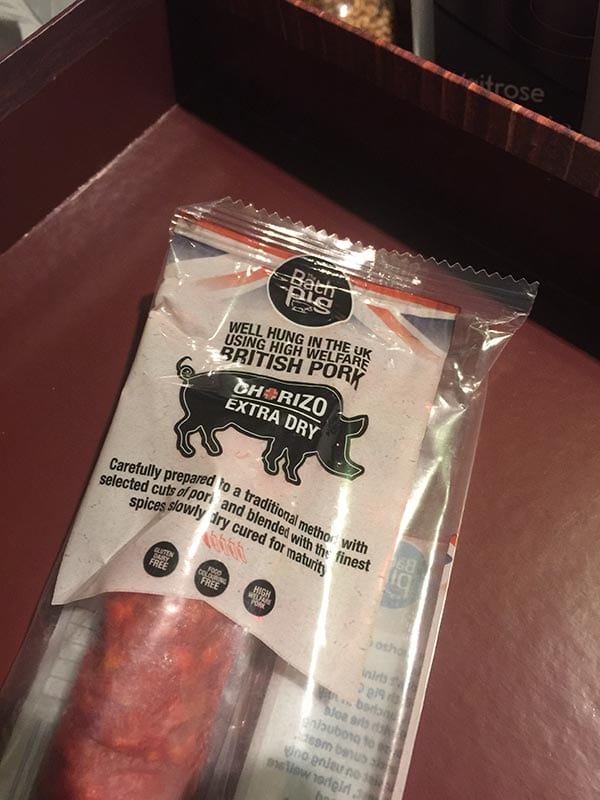 itrose
The
Bath
Pig
WELL HUNG IN THE UK
USING HIGH WELFARE
BRITISH PORK
CHORIZO
EXTRA DRY
Carefully prepared to a traditional method with
selected cuts of pork and blended with the finest
spices slowly dry cured for maturity
GLUTEN
DAIRY
FREE
FOOD
COLOURING
FREE
HIGH
WELFARE
PORK